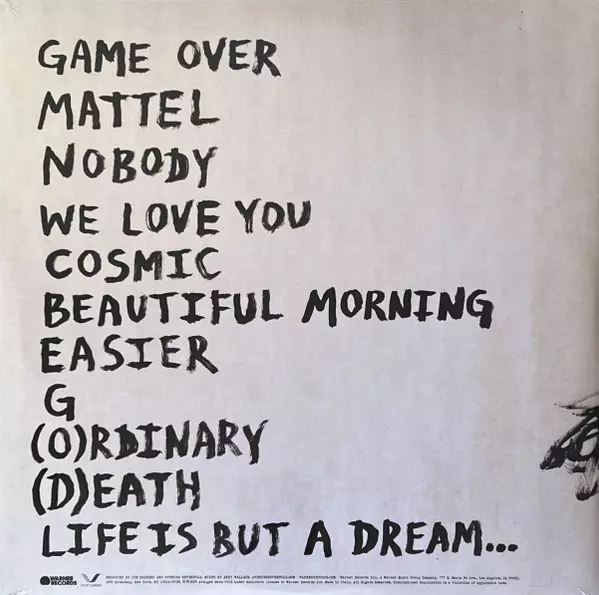 GAME OVER
MATTEL
NOBODY
WE LOVE YOU
COSMIC
BEAUTIFUL MORNING
EASIER
G
(O)RDINARY
(D)EATH
LIFE IS BUT A DREAM...
WARNER
RECORDS